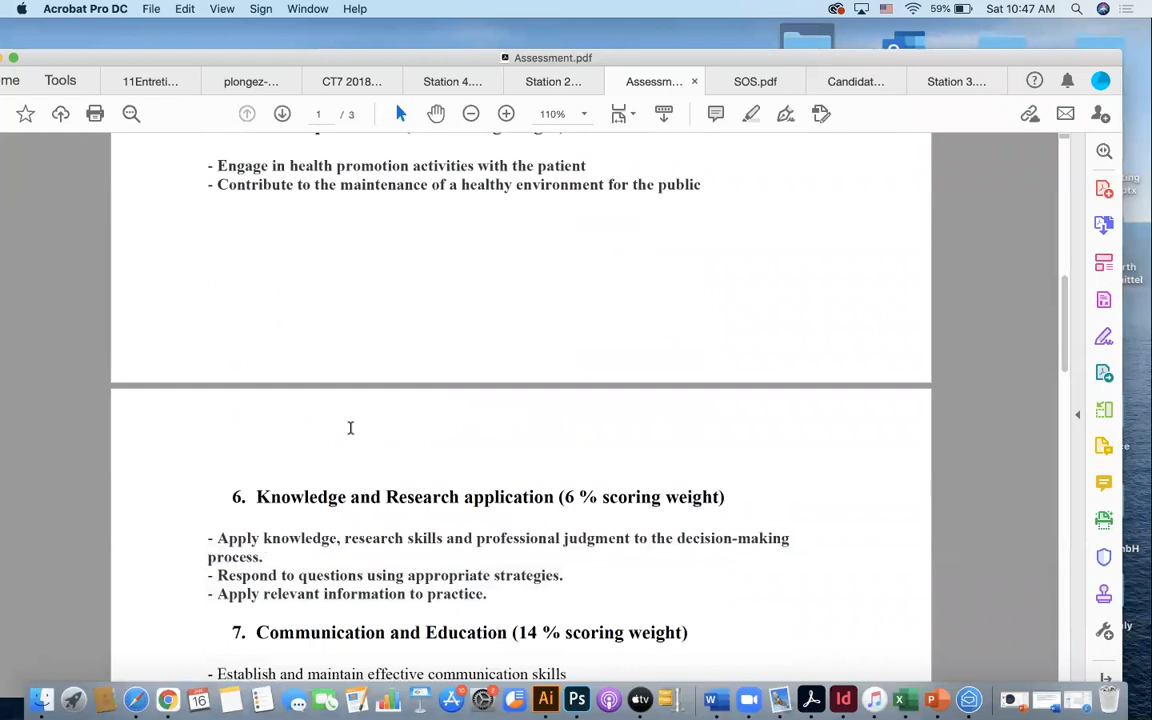 Acrobat Pro DC File Edit View Sign Window Help 59% Sat 10:47 AM
Assessment.pdf
me Tools 11Entreti... plongez-... CT7 2018... Station 4.... Station 2... Assessm... × SOS.pdf Candidat... Station 3....
1 / 3 110%
- Engage in health promotion activities with the patient
- Contribute to the maintenance of a healthy environment for the public
6. Knowledge and Research application (6 % scoring weight)
- Apply knowledge, research skills and professional judgment to the decision-making
process.
- Respond to questions using appropriate strategies.
- Apply relevant information to practice.
7. Communication and Education (14 % scoring weight)
- Establish and maintain effective communication skills